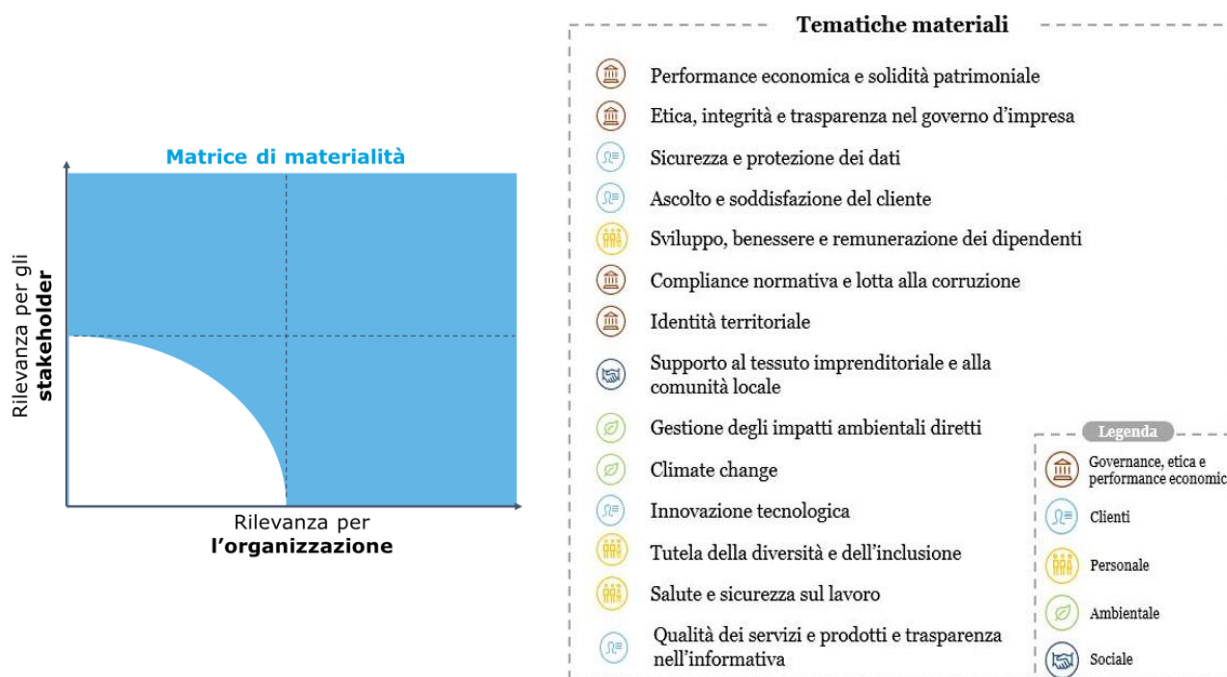 Matrice di materialità
Rilevanza per gli
stakeholder
Rilevanza per
l'organizzazione
Tematiche materiali
Performance economica e solidità patrimoniale
Etica, integrità e trasparenza nel governo d'impresa
Sicurezza e protezione dei dati
Ascolto e soddisfazione del cliente
Sviluppo, benessere e remunerazione dei dipendenti
Compliance normativa e lotta alla corruzione
Identità territoriale
Supporto al tessuto imprenditoriale e alla
comunità locale
Gestione degli impatti ambientali diretti
Climate change
Innovazione tecnologica
Tutela della diversità e dell'inclusione
Salute e sicurezza sul lavoro
Qualità dei servizi e prodotti e trasparenza
nell'informativa
Legenda
Governance, etica e
performance economic
Clienti
Personale
Ambientale
Sociale